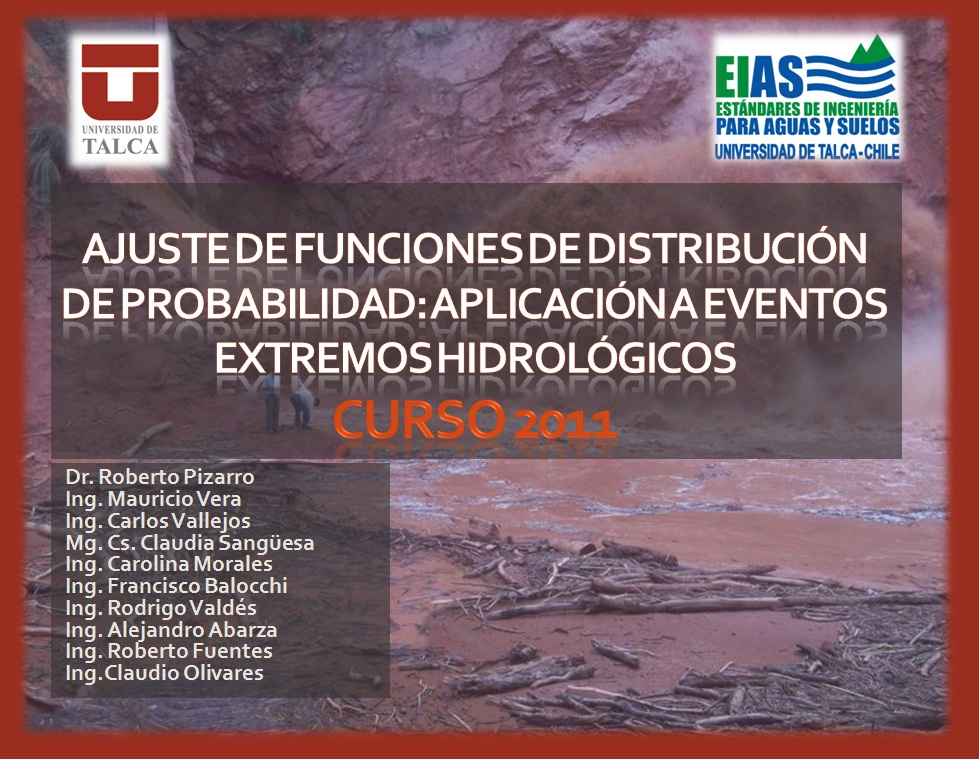 UNIVERSIDAD DE
TALCA
EIAS
ESTÁNDARES DE INGENIERÍA
PARA AGUAS Y SUELOS
UNIVERSIDAD DE TALCA-CHILE
AJUSTE DE FUNCIONES DE DISTRIBUCIÓN
DE PROBABILIDAD: APLICACIÓN A EVENTOS
EXTREMOS HIDROLÓGICOS
CURSO 2011
Dr. Roberto Pizarro
Ing. Mauricio Vera
Ing. Carlos Vallejos
Mg. Cs. Claudia Sangüesa
Ing. Carolina Morales
Ing. Francisco Balocchi
Ing. Rodrigo Valdés
Ing. Alejandro Abarza
Ing. Roberto Fuentes
Ing.Claudio Olivares